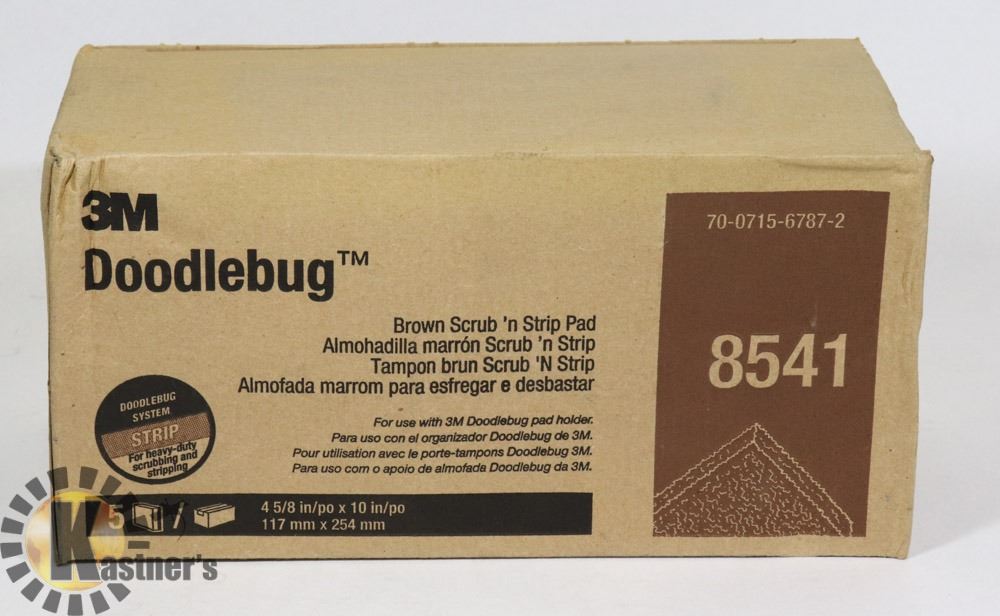 3M
Doodlebug™
Brown Scrub 'n Strip Pad
Almohadilla marrón Scrub 'n Strip
Tampon brun Scrub 'N Strip
Almofada marrom para esfregar e desbastar
For use with 3M Doodlebug pad holder.
Para uso con el organizador Doodlebug de 3M.
Pour utilisation avec le porte-tampons Doodlebug 3M.
Para uso com o apoio de almofada Doodlebug da 3M.
DOODLEBUG
SYSTEM
STRIP
For heavy-duty
scrubbing and
stripping
5 /
4 5/8 in/po x 10 in/po
117 mm x 254 mm
70-0715-6787-2
8541
Kastner's